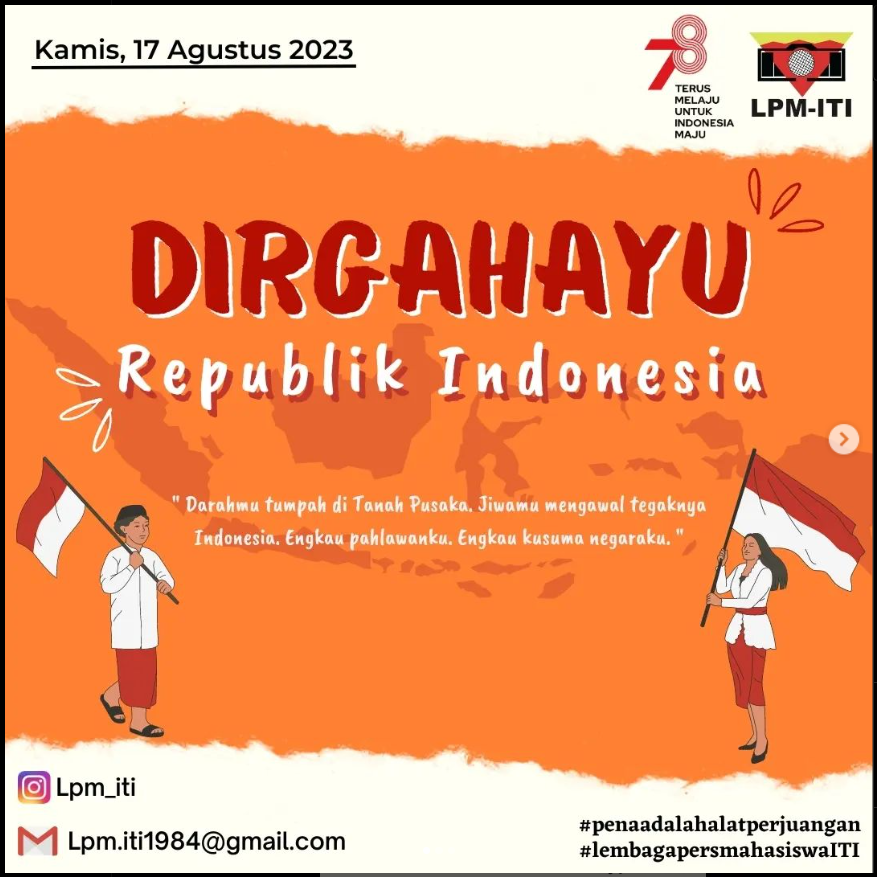 Kamis, 17 Agustus 2023
78
TERUS
MELAJU
UNTUK
INDONESIA
MAJU
LPM-ITI
DIRGAHAYU
Republik Indonesia
" Darahmu tumpah di Tanah Pusaka. Jiwamu mengawal tegaknya
Indonesia. Engkau pahlawanku. Engkau kusuma negaraku. "
Lpm_iti
Lpm.iti1984@gmail.com
#penaadalahalatperjuangan
#lembagapersmahasiswaITI